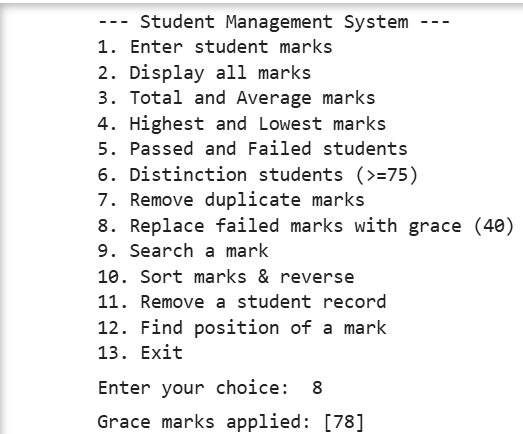 --- Student Management System ---
1. Enter student marks
2. Display all marks
3. Total and Average marks
4. Highest and Lowest marks
5. Passed and Failed students
6. Distinction students (>=75)
7. Remove duplicate marks
8. Replace failed marks with grace (40)
9. Search a mark
10. Sort marks & reverse
11. Remove a student record
12. Find position of a mark
13. Exit
Enter your choice:  8
Grace marks applied: [78]